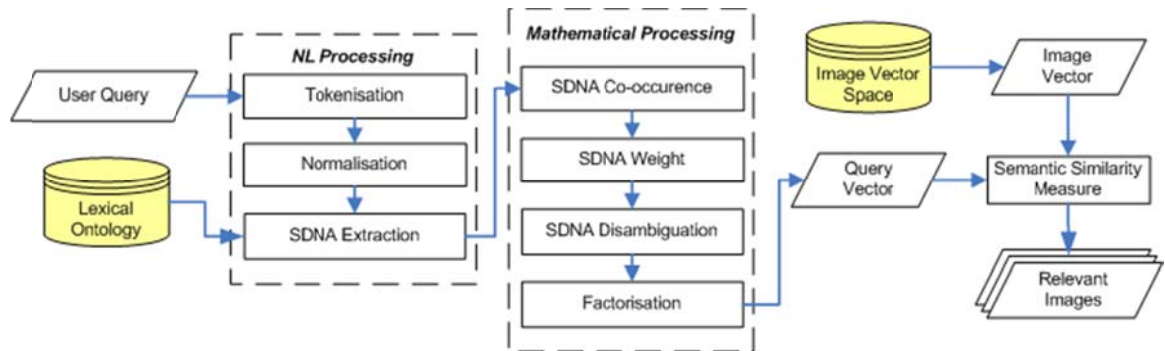 NL Processing
User Query
Tokenisation
Normalisation
Lexical
Ontology
SDNA Extraction
Mathematical Processing
SDNA Co-occurence
SDNA Weight
SDNA Disambiguation
Factorisation
Image Vector
Space
Image
Vector
Query
Vector
Semantic Similarity
Measure
Relevant
Images